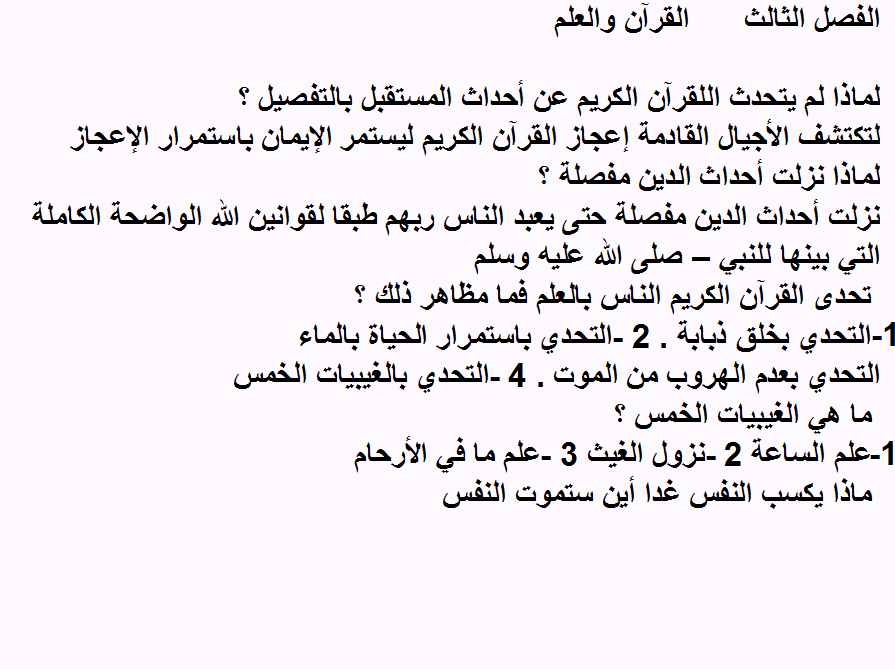 الفصل الثالث القرآن والعلم
لماذا لم يتحدث اللقرآن الكريم عن أحداث المستقبل بالتفصيل ؟
لتكتشف الأجيال القادمة إعجاز القرآن الكريم ليستمر الإيمان باستمرار الإعجاز
لماذا نزلت أحداث الدين مفصلة ؟
نزلت أحداث الدين مفصلة حتى يعبد الناس ربهم طبقا لقوانين الله الواضحة الكاملة
التي بينها للنبي – صلى الله عليه وسلم
تحدى القرآن الكريم الناس بالعلم فما مظاهر ذلك ؟
1-التحدي بخلق ذبابة . 2 -التحدي باستمرار الحياة بالماء
التحدي بعدم الهروب من الموت . 4 -التحدي بالغيبيات الخمس
ما هي الغيبيات الخمس ؟
1-علم الساعة 2 -نزول الغيث 3 -علم ما في الأرحام
ماذا يكسب النفس غدا أين ستموت النفس